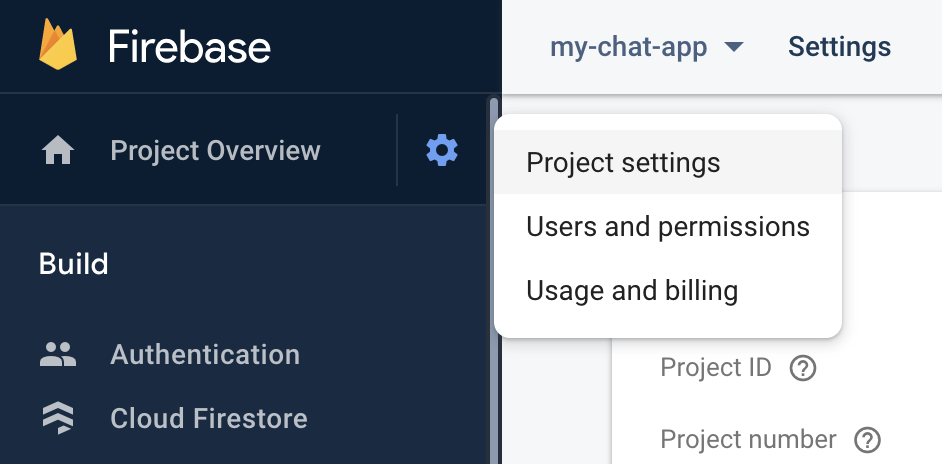 Firebase
my-chat-app
Settings
Project Overview
Project settings
Users and permissions
Usage and billing
Build
Authentication
Cloud Firestore
Project ID
Project number